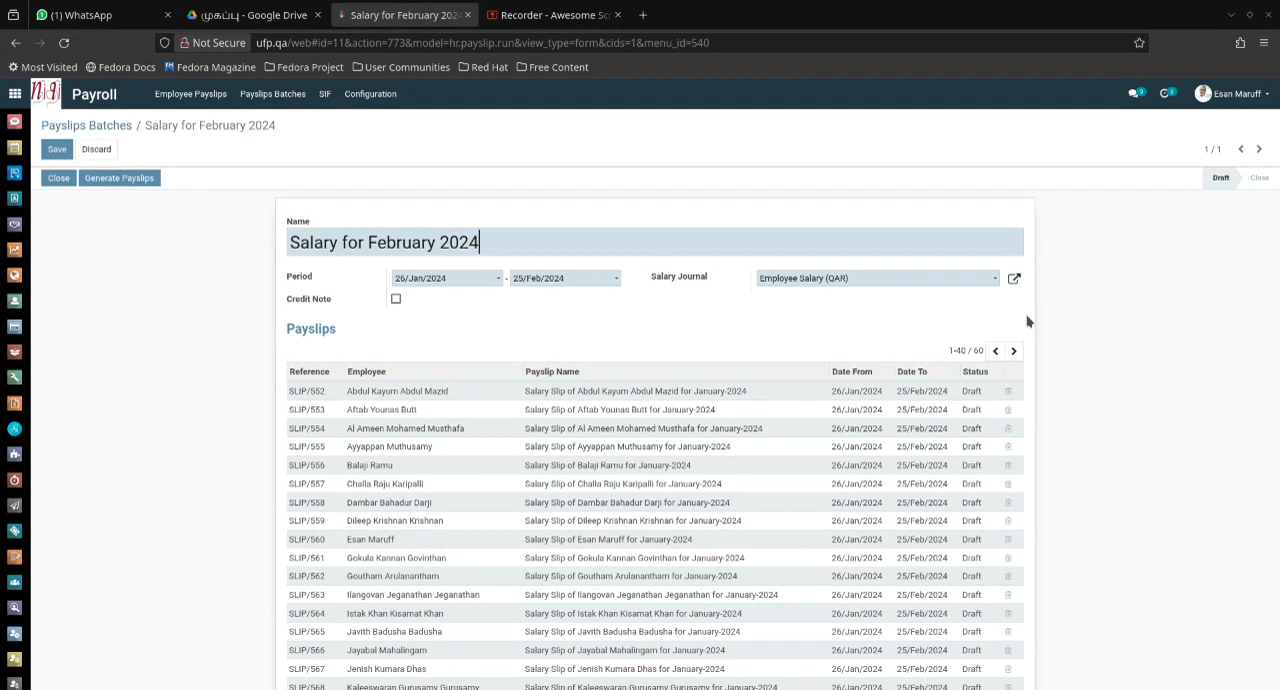 (1) WhatsApp
முகப்பு - Google Drive
Salary for February 2024
Recorder - Awesome Scr
Not Secure
ufp.qa/web#id=11&action=773&model=hr.payslip.run&view_type=form&cids=1&menu_id=540
Most Visited Fedora Docs Fedora Magazine Fedora Project User Communities Red Hat Free Content
Payroll Employee Payslips Payslips Batches SIF Configuration Esan Maruff
Payslips Batches / Salary for February 2024
Save Discard 1 / 1
Close Generate Payslips Draft Close
Name
Salary for February 2024
Period 26/Jan/2024 - 25/Feb/2024 Salary Journal Employee Salary (QAR)
Credit Note
Payslips
1-40 / 60
Reference Employee Payslip Name Date From Date To Status
SLIP/552 Abdul Kayum Abdul Mazid Salary Slip of Abdul Kayum Abdul Mazid for January-2024 26/Jan/2024 25/Feb/2024 Draft
SLIP/553 Aftab Younas Butt Salary Slip of Aftab Younas Butt for January-2024 26/Jan/2024 25/Feb/2024 Draft
SLIP/554 Al Ameen Mohamed Musthafa Salary Slip of Al Ameen Mohamed Musthafa for January-2024 26/Jan/2024 25/Feb/2024 Draft
SLIP/555 Ayyappan Muthusamy Salary Slip of Ayyappan Muthusamy for January-2024 26/Jan/2024 25/Feb/2024 Draft
SLIP/556 Balaji Ramu Salary Slip of Balaji Ramu for January-2024 26/Jan/2024 25/Feb/2024 Draft
SLIP/557 Challa Raju Karipalli Salary Slip of Challa Raju Karipalli for January-2024 26/Jan/2024 25/Feb/2024 Draft
SLIP/558 Dambar Bahadur Darji Salary Slip of Dambar Bahadur Darji for January-2024 26/Jan/2024 25/Feb/2024 Draft
SLIP/559 Dileep Krishnan Krishnan Salary Slip of Dileep Krishnan Krishnan for January-2024 26/Jan/2024 25/Feb/2024 Draft
SLIP/560 Esan Maruff Salary Slip of Esan Maruff for January-2024 26/Jan/2024 25/Feb/2024 Draft
SLIP/561 Gokula Kannan Govinthan Salary Slip of Gokula Kannan Govinthan for January-2024 26/Jan/2024 25/Feb/2024 Draft
SLIP/562 Goutham Arulanantham Salary Slip of Goutham Arulanantham for January-2024 26/Jan/2024 25/Feb/2024 Draft
SLIP/563 Ilangovan Jeganathan Jeganathan Salary Slip of Ilangovan Jeganathan Jeganathan for January-2024 26/Jan/2024 25/Feb/2024 Draft
SLIP/564 Istak Khan Kisamat Khan Salary Slip of Istak Khan Kisamat Khan for January-2024 26/Jan/2024 25/Feb/2024 Draft
SLIP/565 Javith Badusha Badusha Salary Slip of Javith Badusha Badusha for January-2024 26/Jan/2024 25/Feb/2024 Draft
SLIP/566 Jayabal Mahalingam Salary Slip of Jayabal Mahalingam for January-2024 26/Jan/2024 25/Feb/2024 Draft
SLIP/567 Jenish Kumara Dhas Salary Slip of Jenish Kumara Dhas for January-2024 26/Jan/2024 25/Feb/2024 Draft
SLIP/568 Kaleeswaran Gurusamy Gurusamy Salary Slip of Kaleeswaran Gurusamy Gurusamy for January-2024 26/Jan/2024 25/Feb/2024 Draft